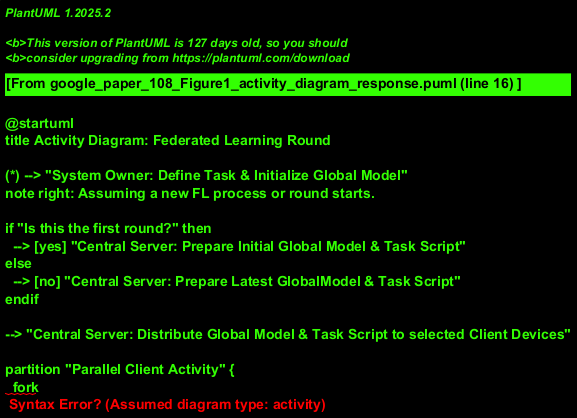 PlantUML 1.2025.2
<b>This version of PlantUML is 127 days old, so you should
<b>consider upgrading from https://plantuml.com/download
[From google_paper_108_Figure1_activity_diagram_response.puml (line 16) ]
@startuml
title Activity Diagram: Federated Learning Round
(*) --> "System Owner: Define Task & Initialize Global Model"
note right: Assuming a new FL process or round starts.
if "Is this the first round?" then
--> [yes] "Central Server: Prepare Initial Global Model & Task Script"
else
--> [no] "Central Server: Prepare Latest GlobalModel & Task Script"
endif
--> "Central Server: Distribute Global Model & Task Script to selected Client Devices"
partition "Parallel Client Activity" {
fork
Syntax Error? (Assumed diagram type: activity)